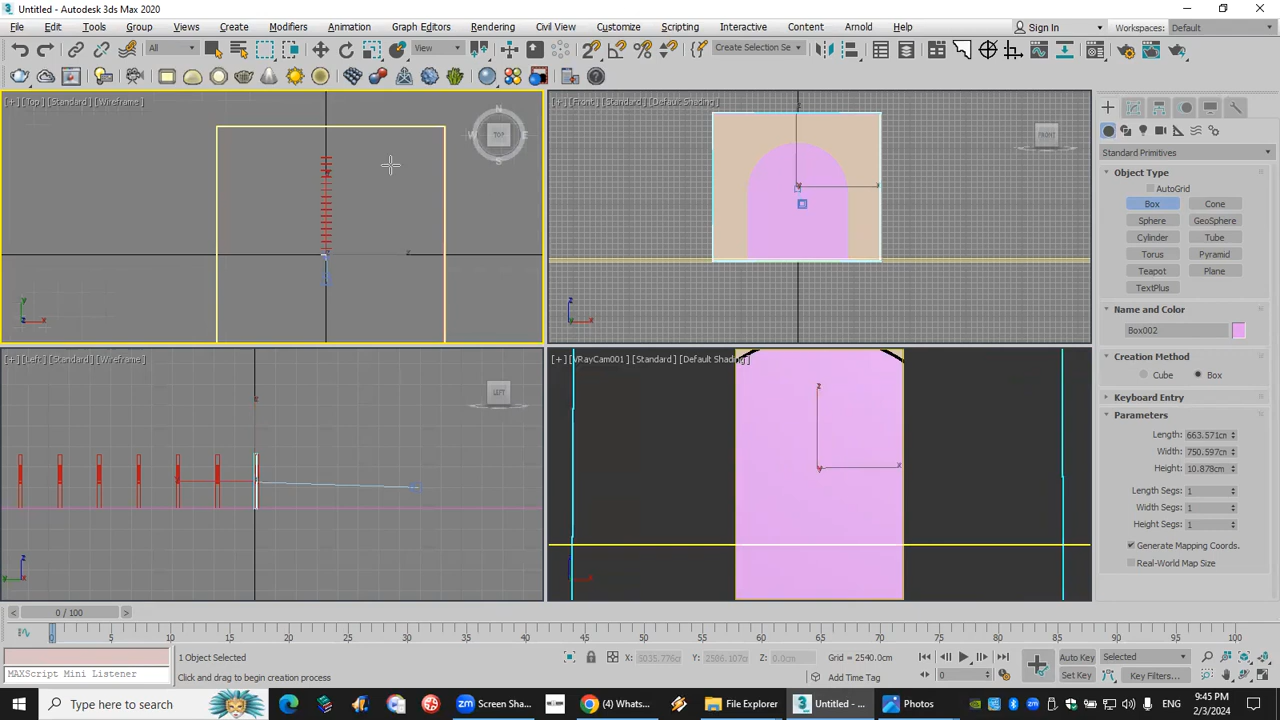 Untitled - Autodesk 3ds Max 2020
File Edit Tools Group Views Create Modifiers Animation Graph Editors Rendering Civil View Customize Scripting Interactive Content Arnold Help Sign In Workspaces: Default
All View Create Selection Se
[+] [Top] [Standard] [Wireframe]
[+] [Front] [Standard] [Default Shading]
N
W TOP E
S
FRONT
Standard Primitives
Object Type
AutoGrid
Box Cone
Sphere GeoSphere
Cylinder Tube
Torus Pyramid
Teapot Plane
TextPlus
Name and Color
Box002
Creation Method
Cube Box
Keyboard Entry
Parameters
Length: 663.571cm
Width: 750.597cm
Height: 10.878cm
Length Segs: 1
Width Segs: 1
Height Segs: 1
Generate Mapping Coords.
Real-World Map Size
[+] [Left] [Standard] [Wireframe]
LEFT
[+] [VRayCam001] [Standard] [Default Shading]
0 / 100
0 5 10 15 20 25 30 35 40 45 50 55 60 65 70 75 80 85 90 95 100
1 Object Selected
X: 5035.776cm Y: 2586.107cm Z: 0.0cm Grid = 2540.0cm
Auto Key Selected
MAXScript Mini Listener
Click and drag to begin creation process
Add Time Tag
0
Set Key Key Filters...
Type here to search
Screen Sha...
(4) Whats...
File Explorer
Untitled - ...
Photos
ENG
9:45 PM
2/3/2024